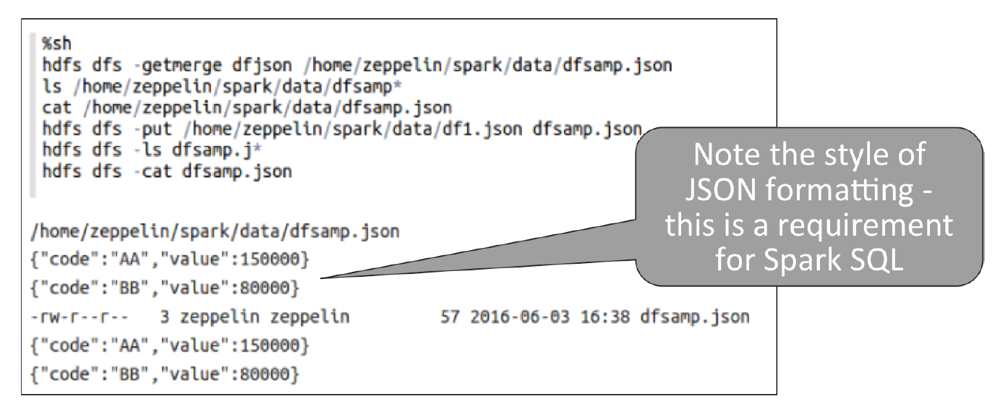 %sh
hdfs dfs -getmerge dfjson /home/zeppelin/spark/data/dfsamp.json
ls /home/zeppelin/spark/data/dfsamp*
cat /home/zeppelin/spark/data/dfsamp.json
hdfs dfs -put /home/zeppelin/spark/data/df1.json dfsamp.json
hdfs dfs -ls dfsamp.j*
hdfs dfs -cat dfsamp.json
/home/zeppelin/spark/data/dfsamp.json
{"code":"AA","value":150000}
{"code":"BB","value":80000}
-rw-r--r--   3 zeppelin zeppelin         57 2016-06-03 16:38 dfsamp.json
{"code":"AA","value":150000}
{"code":"BB","value":80000}
Note the style of
JSON formatting -
this is a requirement
for Spark SQL